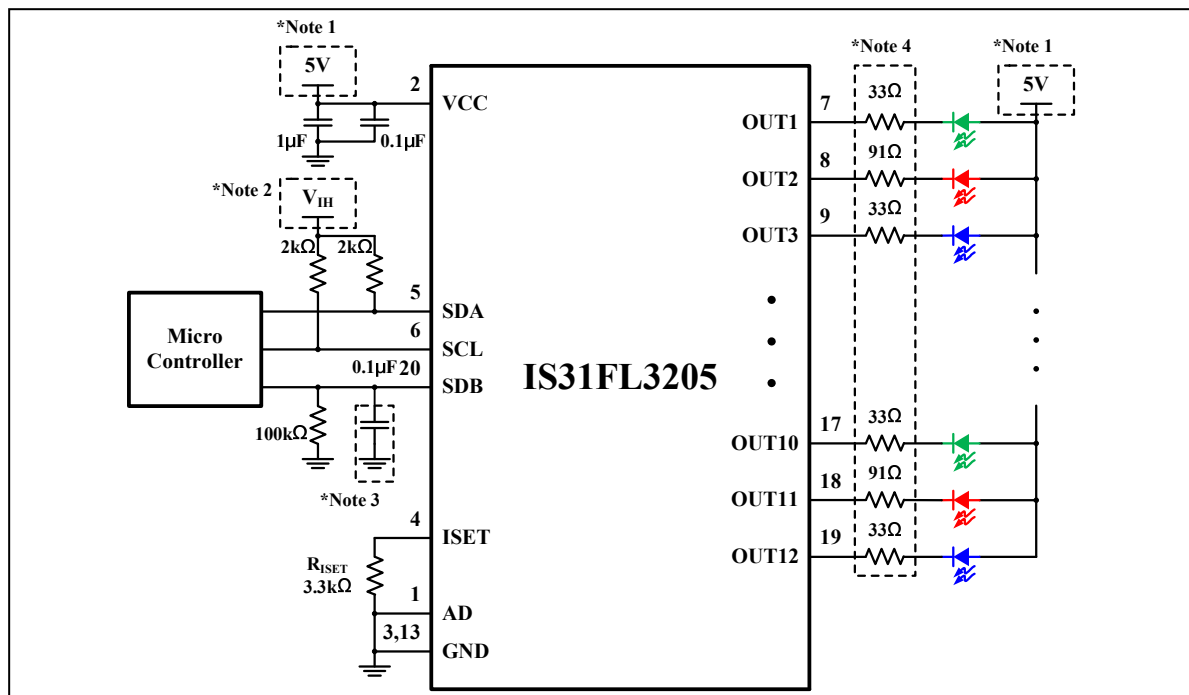 *Note 1
5V
2
VCC
1μF
0.1μF
*Note 2
VIH
2kΩ
2kΩ
Micro
Controller
5
SDA
6
SCL
0.1μF
20
SDB
100kΩ
*Note 3
4
ISET
RISET
3.3kΩ
1
AD
3,13
GND
IS31FL3205
*Note 4
*Note 1
5V
33Ω
7
OUT1
91Ω
8
OUT2
33Ω
9
OUT3
33Ω
17
OUT10
91Ω
18
OUT11
33Ω
19
OUT12